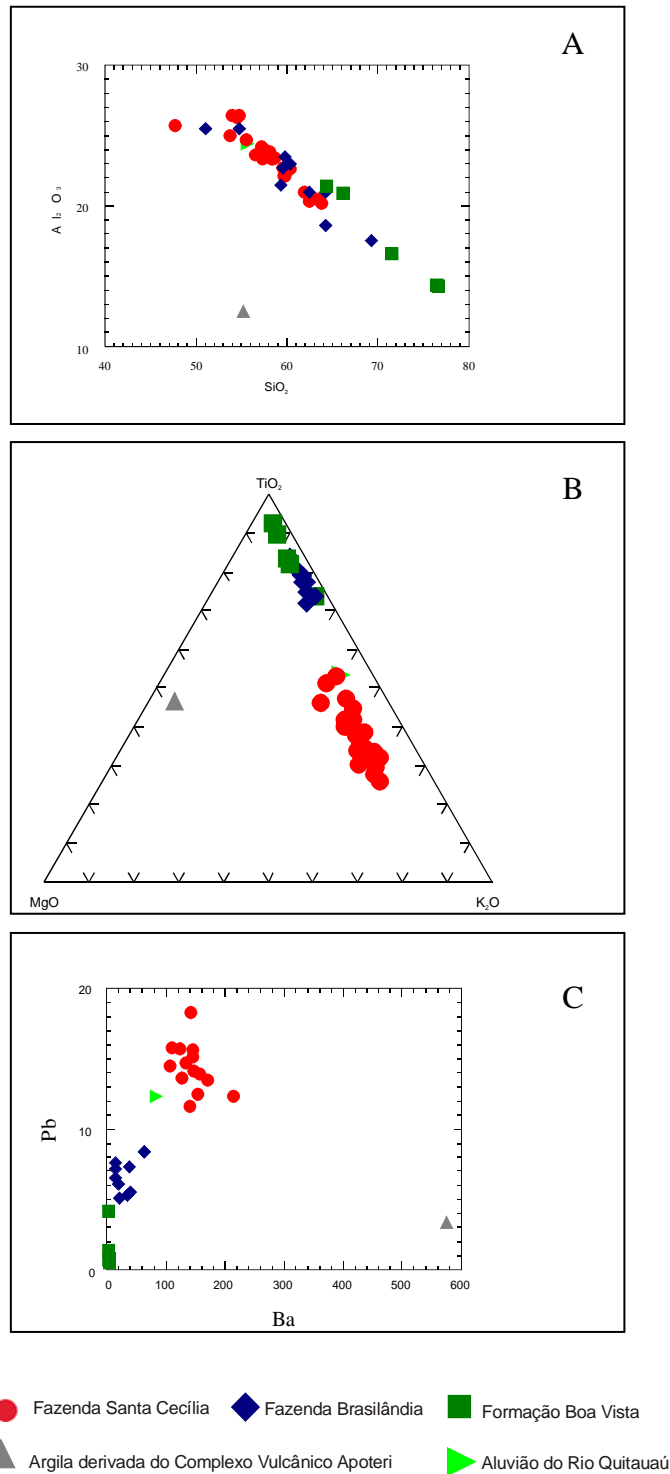 A
30
20
10
Al₂O₃
40 50 60 70 80
SiO₂
B
TiO₂
MgO
K₂O
C
20
10
0
Pb
0 100 200 300 400 500 600
Ba
Fazenda Santa Cecília
Fazenda Brasilândia
Formação Boa Vista
Argila derivada do Complexo Vulcânico Apoteri
Aluvião do Rio Quitauaú